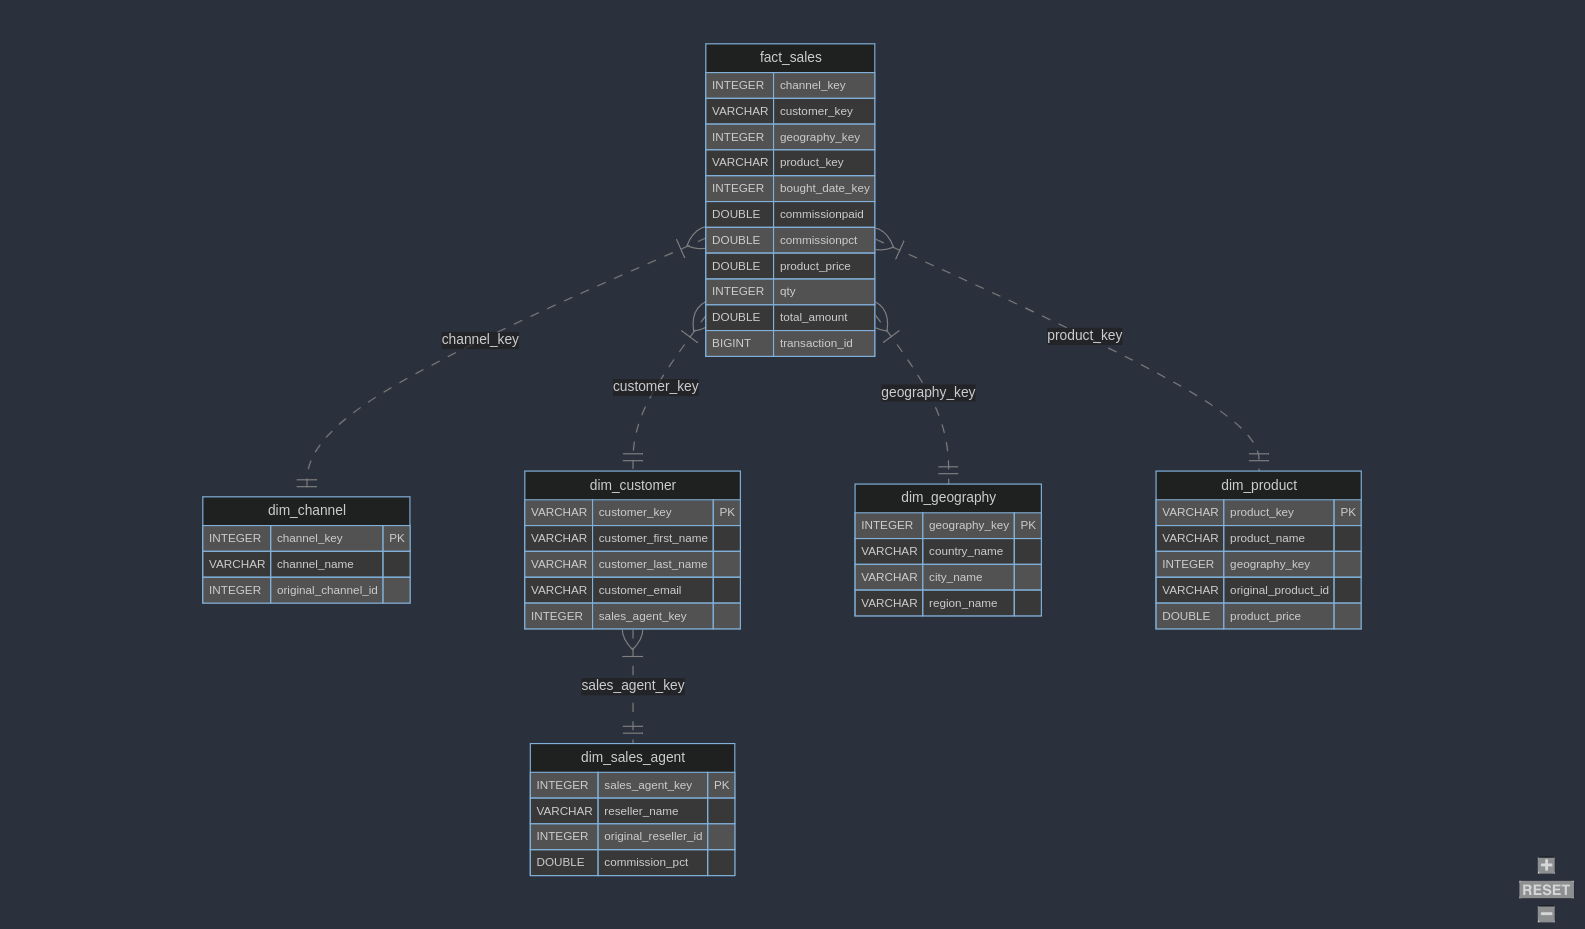 fact_sales
INTEGER channel_key
VARCHAR customer_key
INTEGER geography_key
VARCHAR product_key
INTEGER bought_date_key
DOUBLE commissionpaid
DOUBLE commissionpct
DOUBLE product_price
INTEGER qty
DOUBLE total_amount
BIGINT transaction_id
channel_key
customer_key
geography_key
product_key
dim_channel
INTEGER channel_key PK
VARCHAR channel_name
INTEGER original_channel_id
dim_customer
VARCHAR customer_key PK
VARCHAR customer_first_name
VARCHAR customer_last_name
VARCHAR customer_email
INTEGER sales_agent_key
dim_geography
INTEGER geography_key PK
VARCHAR country_name
VARCHAR city_name
VARCHAR region_name
dim_product
VARCHAR product_key PK
VARCHAR product_name
INTEGER geography_key
VARCHAR original_product_id
DOUBLE product_price
sales_agent_key
dim_sales_agent
INTEGER sales_agent_key PK
VARCHAR reseller_name
INTEGER original_reseller_id
DOUBLE commission_pct
+
RESET
−